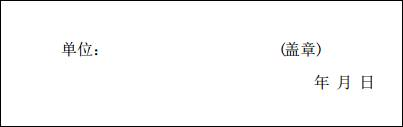 单位： (盖章)
年 月 日